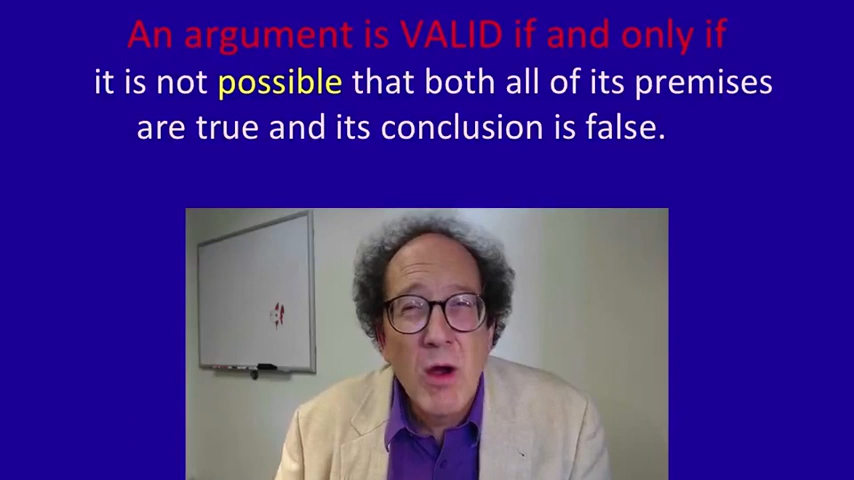 An argument is VALID if and only if
it is not possible that both all of its premises
are true and its conclusion is false.